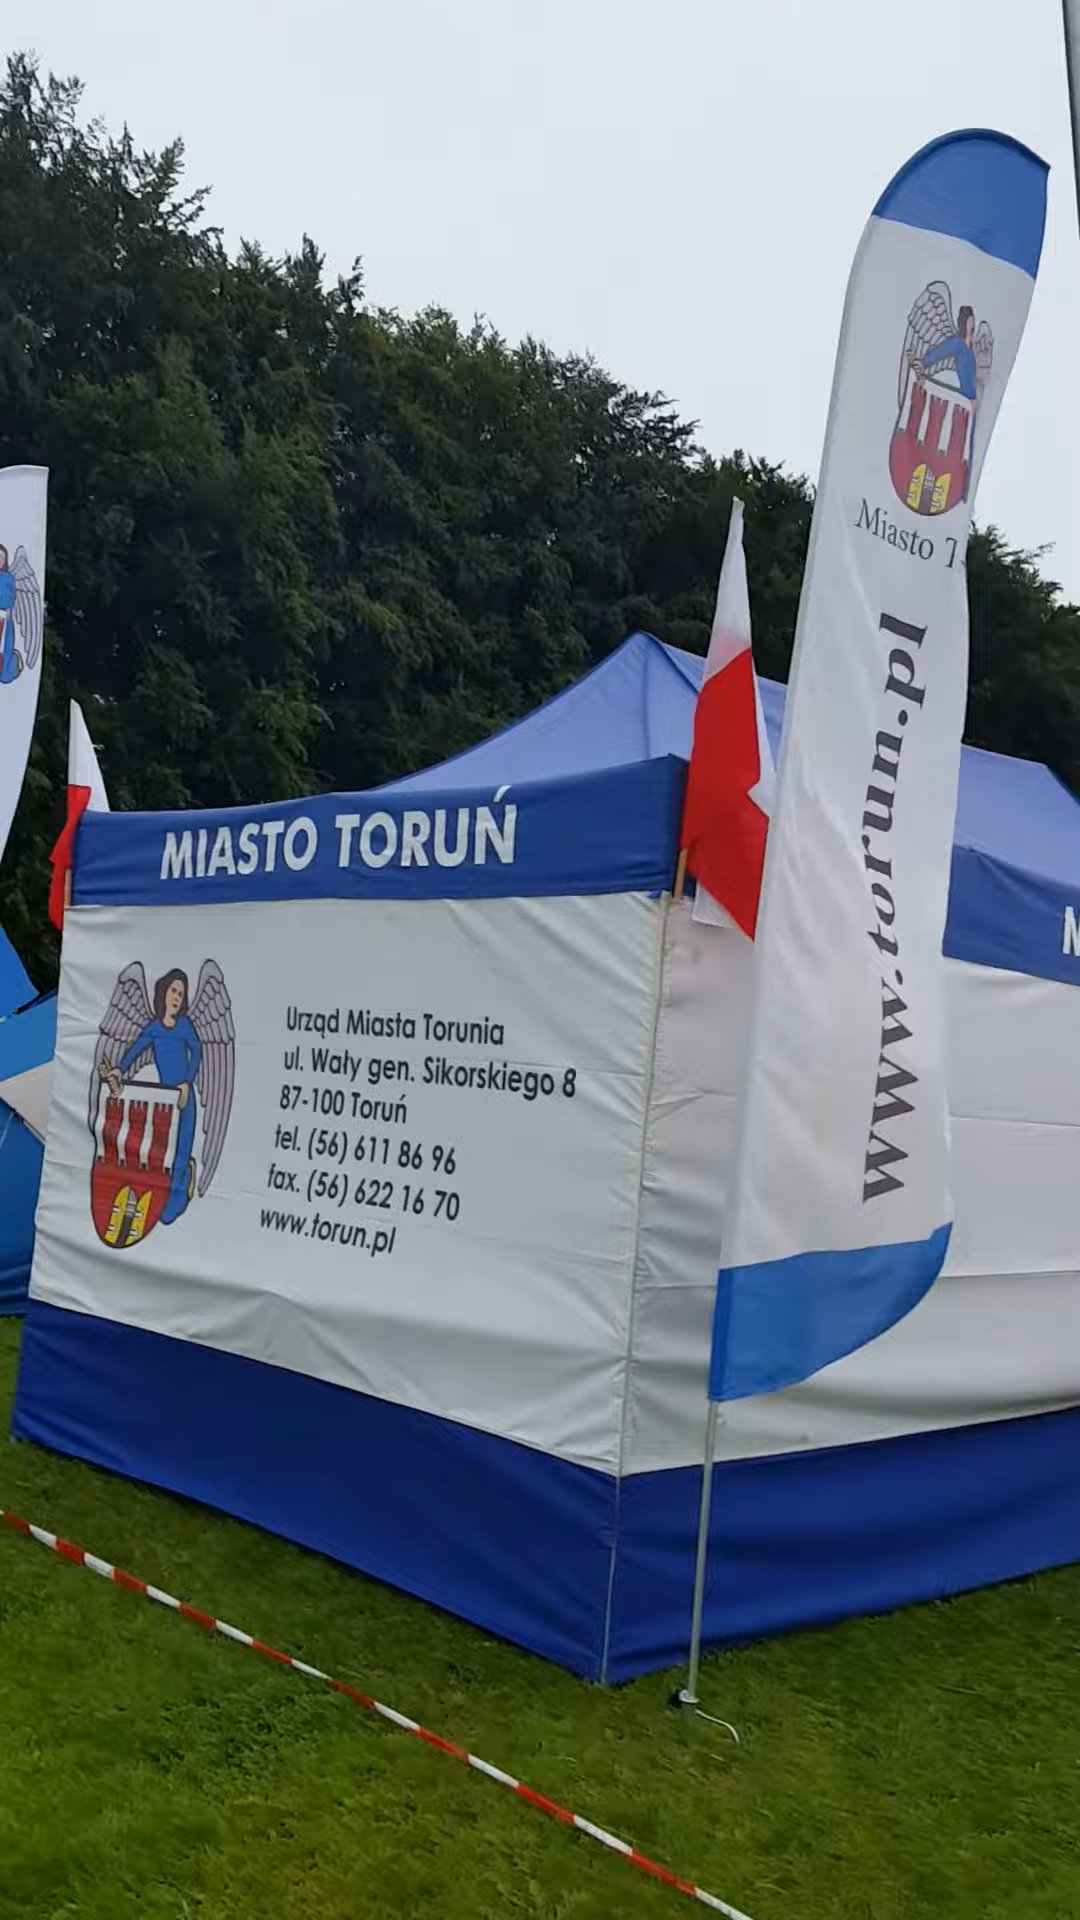 MIASTO TORUŃ
Urząd Miasta Torunia
ul. Wały gen. Sikorskiego 8
87-100 Toruń
tel. (56) 611 86 96
fax. (56) 622 16 70
www.torun.pl
Miasto
www.torun.pl